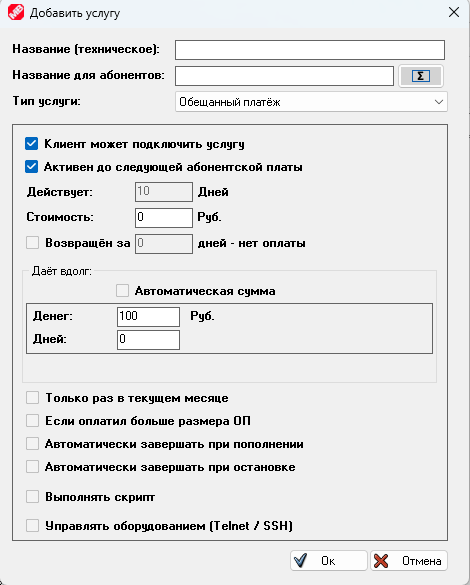 Добавить услугу
Название (техническое):
Название для абонентов:
Σ
Тип услуги: Обещанный платёж
Клиент может подключить услугу
Активен до следующей абонентской платы
Действует: 10 Дней
Стоимость: 0 Руб.
Возвращён за 0 дней - нет оплаты
Даёт вдолг:
Автоматическая сумма
Денег: 100 Руб.
Дней: 0
Только раз в текущем месяце
Если оплатил больше размера ОП
Автоматически завершать при пополнении
Автоматически завершать при остановке
Выполнять скрипт
Управлять оборудованием (Telnet / SSH)
Ок Отмена